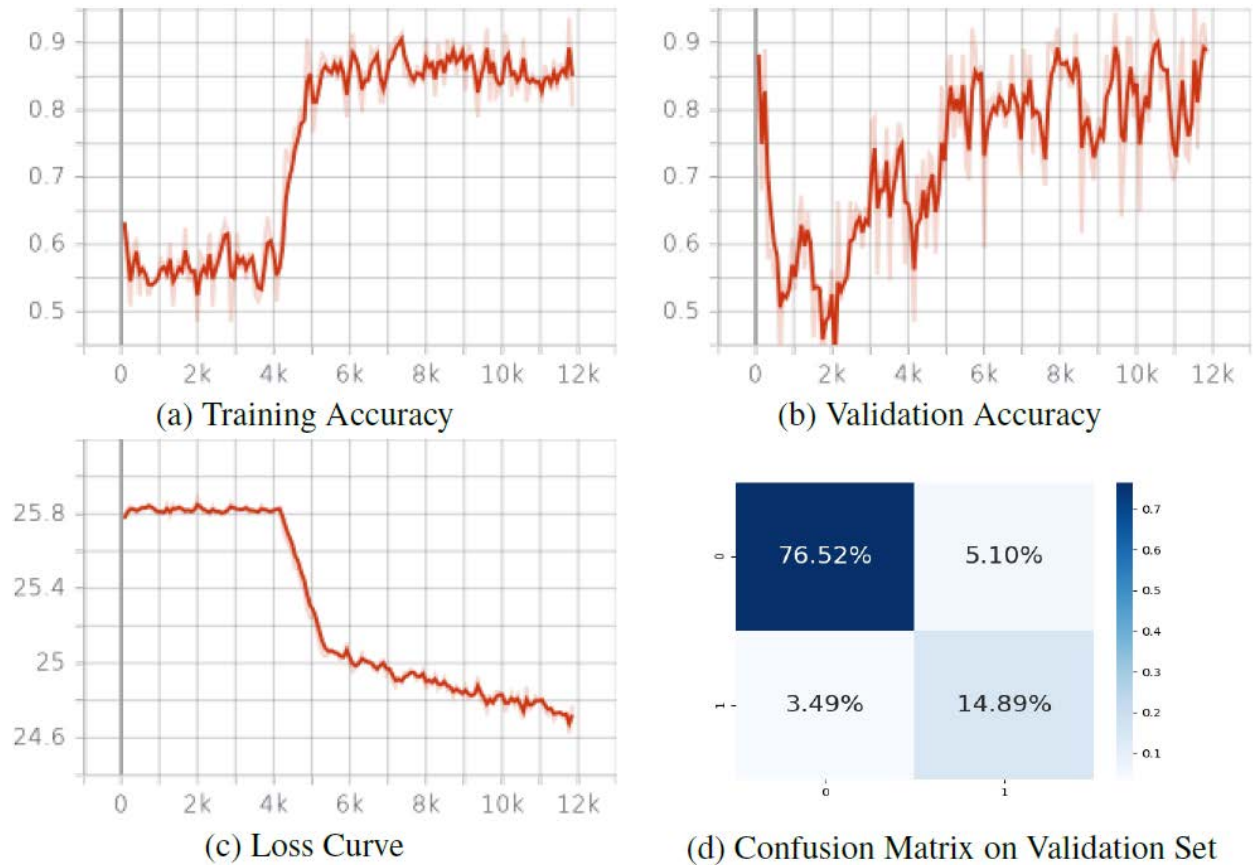 0.9
0.8
0.7
0.6
0.5
0 2k 4k 6k 8k 10k 12k
(a) Training Accuracy
0.9
0.8
0.7
0.6
0.5
0 2k 4k 6k 8k 10k 12k
(b) Validation Accuracy
25.8
25.4
25
24.6
0 2k 4k 6k 8k 10k 12k
(c) Loss Curve
0 76.52% 5.10%
1 3.49% 14.89%
0 1
0.7
0.6
0.5
0.4
0.3
0.2
0.1
(d) Confusion Matrix on Validation Set